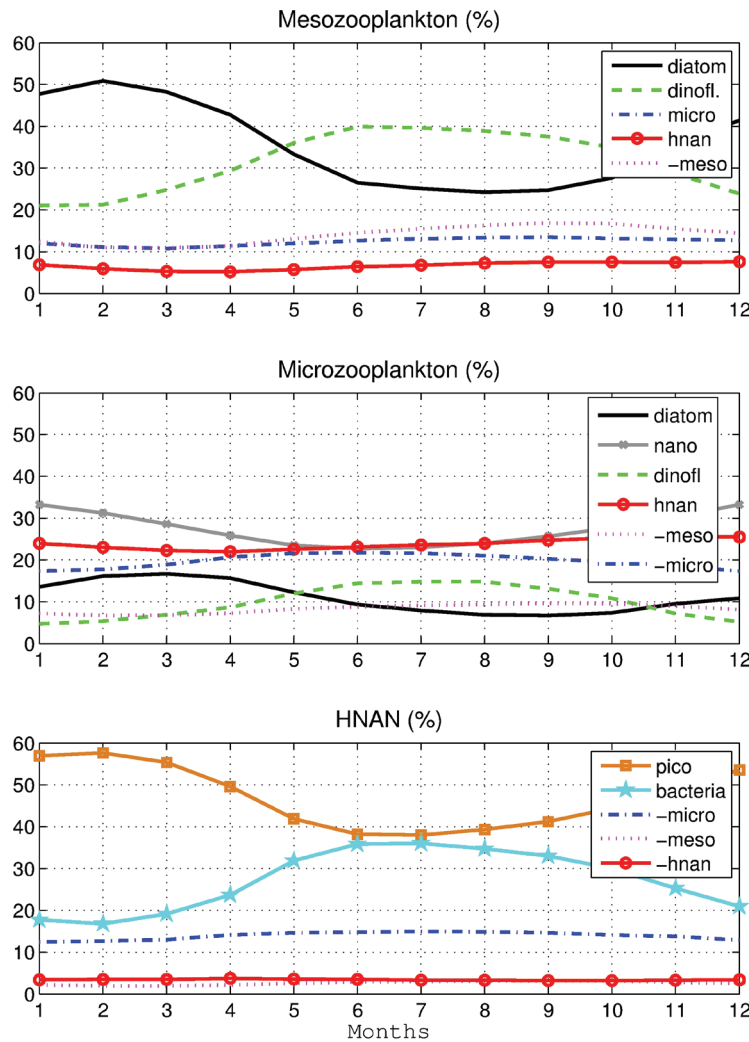 Mesozooplankton (%)
60
50
40
30
20
10
0
diatom
dinofl.
micro
hnan
-meso
1 2 3 4 5 6 7 8 9 10 11 12
Microzooplankton (%)
60
50
40
30
20
10
0
diatom
nano
dinofl
hnan
-meso
-micro
1 2 3 4 5 6 7 8 9 10 11 12
HNAN (%)
60
50
40
30
20
10
0
pico
bacteria
-micro
-meso
-hnan
1 2 3 4 5 6 7 8 9 10 11 12
Months